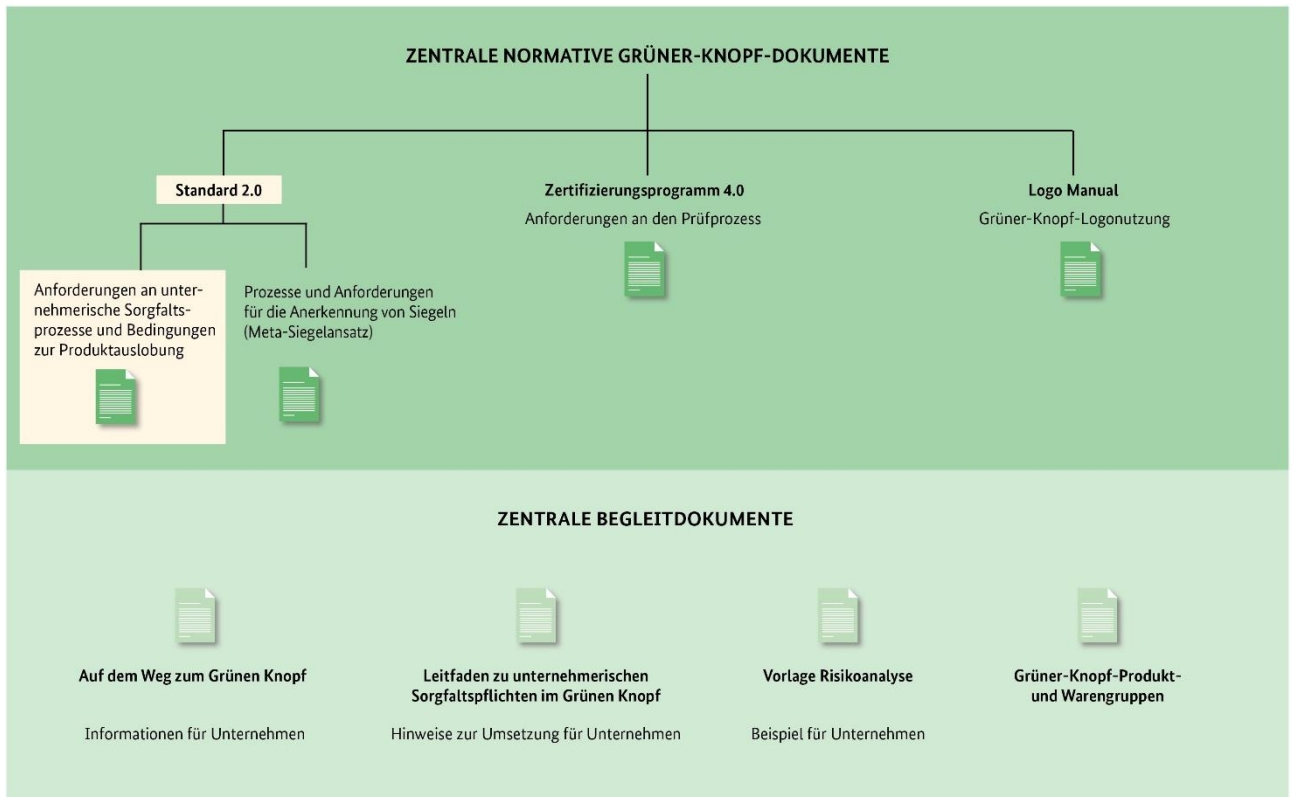 ZENTRALE NORMATIVE GRÜNER-KNOPF-DOKUMENTE
Standard 2.0
Anforderungen an unter-
nehmerische Sorgfalts-
prozesse und Bedingungen
zur Produktauslobung
Prozesse und Anforderungen
für die Anerkennung von Siegeln
(Meta-Siegelansatz)
Zertifizierungsprogramm 4.0
Anforderungen an den Prüfprozess
Logo Manual
Grüner-Knopf-Logonutzung
ZENTRALE BEGLEITDOKUMENTE
Auf dem Weg zum Grünen Knopf
Informationen für Unternehmen
Leitfaden zu unternehmerischen
Sorgfaltspflichten im Grünen Knopf
Hinweise zur Umsetzung für Unternehmen
Vorlage Risikoanalyse
Beispiel für Unternehmen
Grüner-Knopf-Produkt-
und Warengruppen